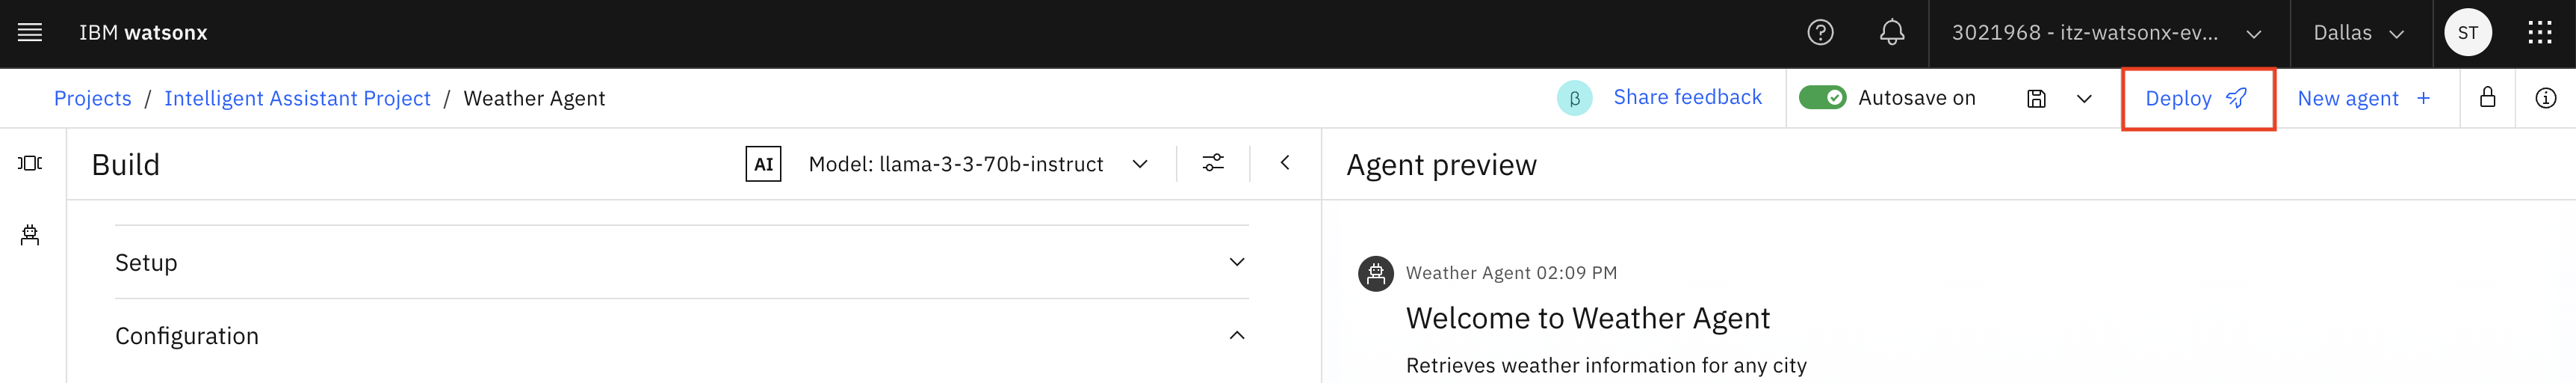 IBM watsonx
3021968 - itz-watsonx-ev...
Dallas
ST
Projects / Intelligent Assistant Project / Weather Agent
β
Share feedback
Autosave on
Deploy
New agent +
Build
AI
Model: llama-3-3-70b-instruct
Agent preview
Setup
Configuration
Weather Agent 02:09 PM
Welcome to Weather Agent
Retrieves weather information for any city